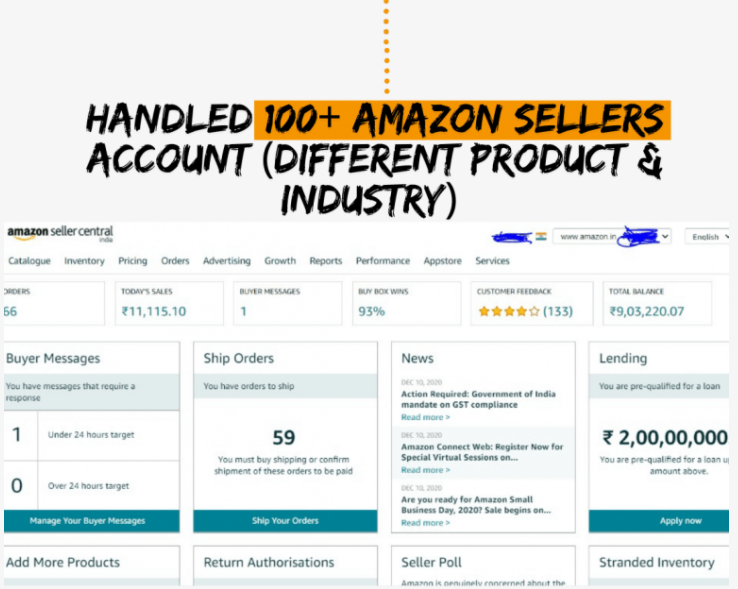 HANDLED 100+ AMAZON SELLERS
ACCOUNT (DIFFERENT PRODUCT &
INDUSTRY)
amazon seller central
india
www.amazon.in
English
Catalogue Inventory Pricing Orders Advertising Growth Reports Performance Appstore Services
ORDERS TODAY'S SALES BUYER MESSAGES BUY BOX WINS CUSTOMER FEEDBACK TOTAL BALANCE
66 ₹11,115.10 1 93% (133) ₹9,03,220.07
Buyer Messages
You have messages that require a
response
1 Under 24 hours target
0 Over 24 hours target
Manage Your Buyer Messages
Ship Orders
You have orders to ship
59
You must buy shipping or confirm
shipment of these orders to be paid
Ship Your Orders
News
DEC 10, 2020
Action Required: Government of India
mandate on GST compliance
Read more >
DEC 10, 2020
Amazon Connect Web: Register Now for
Special Virtual Sessions on...
Read more >
DEC 10, 2020
Are you ready for Amazon Small
Business Day, 2020? Sale begins on...
Read more >
Lending
You are pre-qualified for a loan
₹ 2,00,00,000
You are pre-qualified for a loan u
amount above.
Apply now
Add More Products
Return Authorisations
Seller Poll
Amazon is genuinely concerned about the
Stranded Inventory